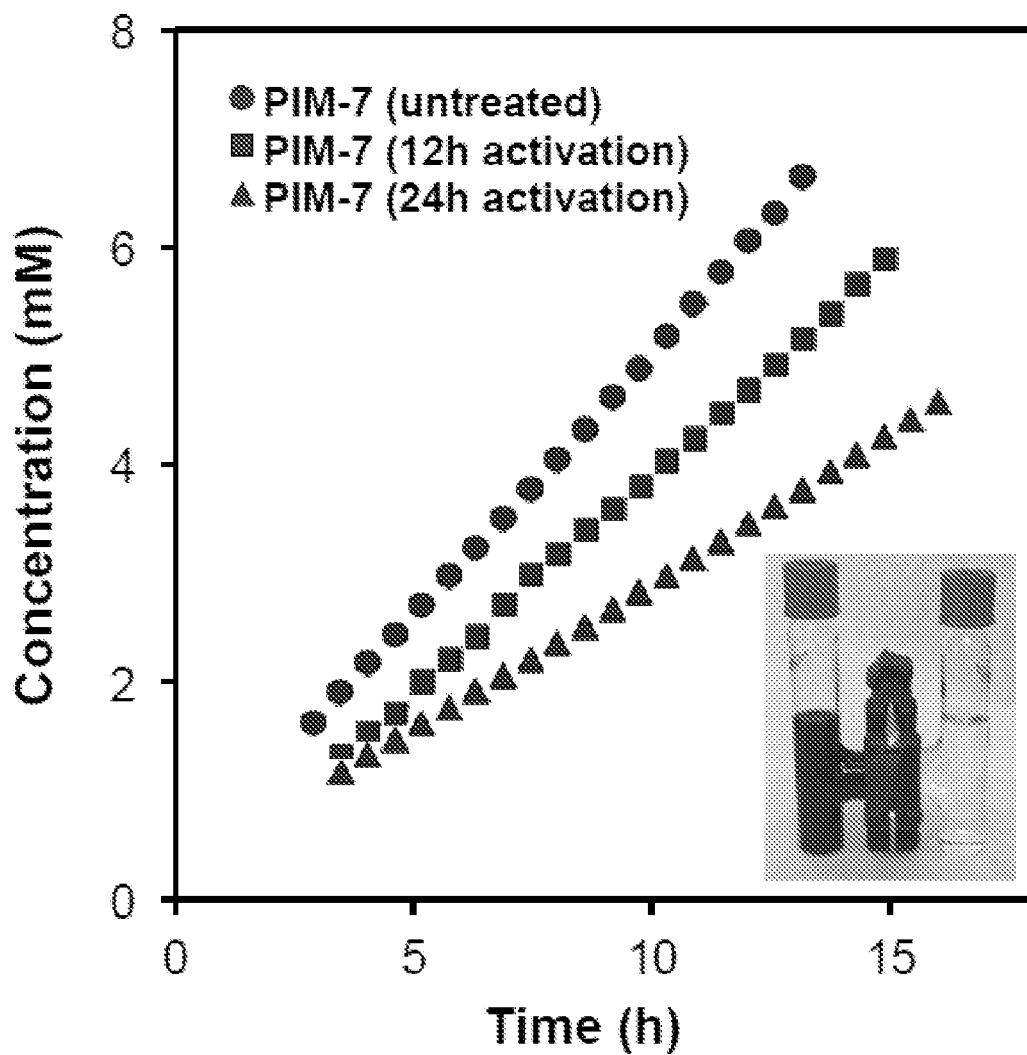 8
PIM-7 (untreated)
PIM-7 (12h activation)
PIM-7 (24h activation)
6
4
2
0
Concentration (mM)
0 5 10 15
Time (h)